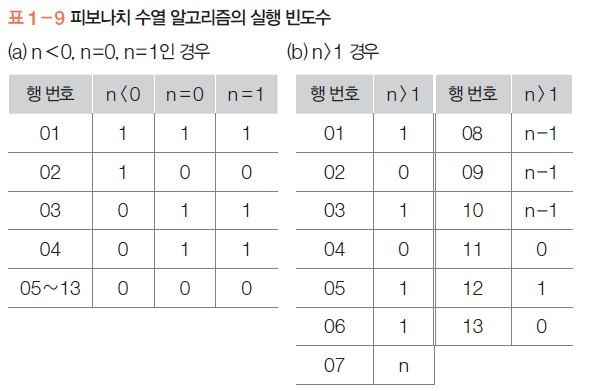 표 1-9 피보나치 수열 알고리즘의 실행 빈도수
(a) n<0, n=0, n=1인 경우
행 번호 n<0 n=0 n=1
01 1 1 1
02 1 0 0
03 0 1 1
04 0 1 1
05~13 0 0 0
(b) n>1 경우
행 번호 n>1 행 번호 n>1
01 1 08 n-1
02 0 09 n-1
03 1 10 n-1
04 0 11 0
05 1 12 1
06 1 13 0
07 n